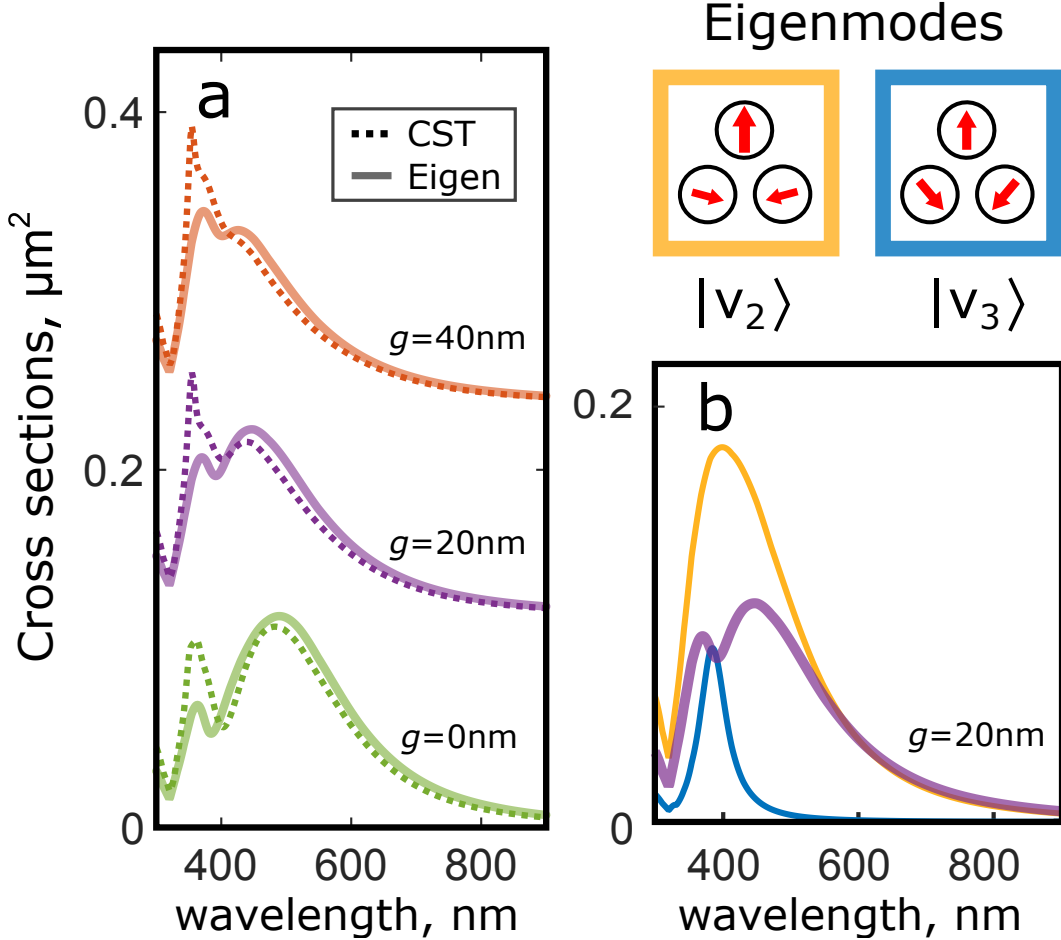 Eigenmodes
a
CST
Eigen
0.4
0.2
0
Cross sections, μm²
g=40nm
g=20nm
g=0nm
400
600
800
wavelength, nm
|v₂⟩
|v₃⟩
b
0.2
0
g=20nm
400
600
800
wavelength, nm